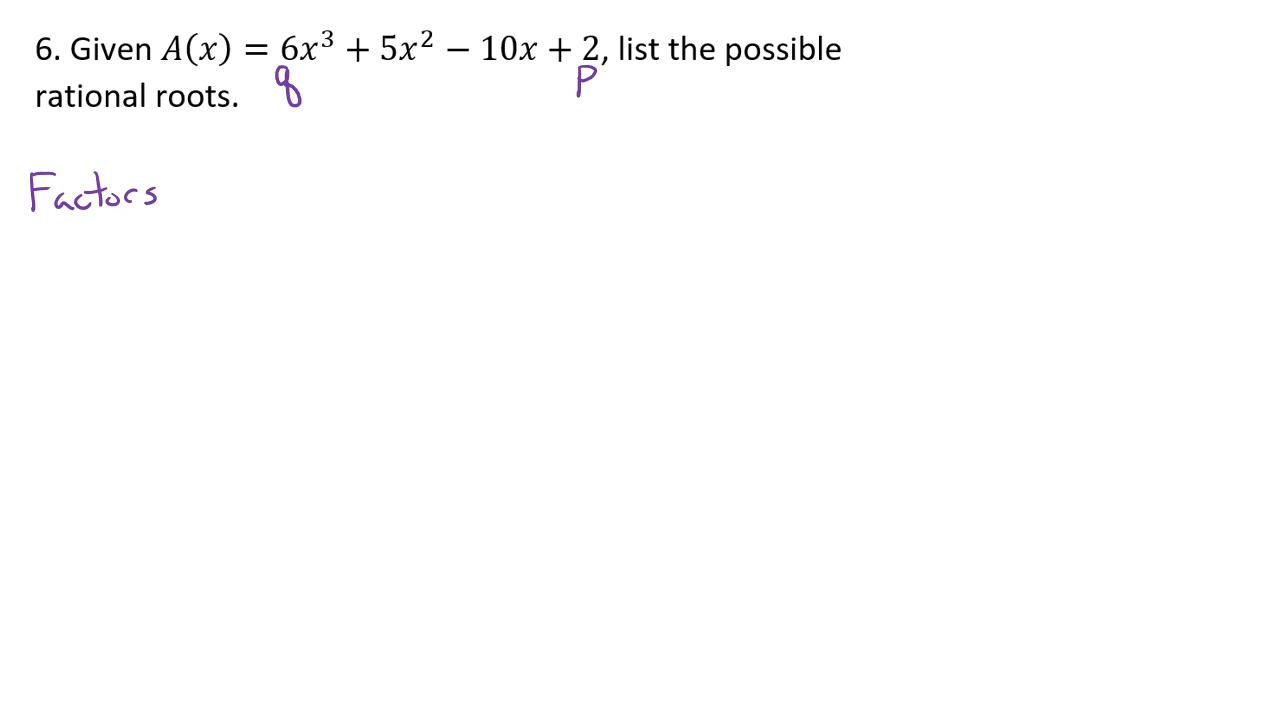 6. Given A(x) = 6x³ + 5x² − 10x + 2, list the possible
rational roots.
q p
Factors